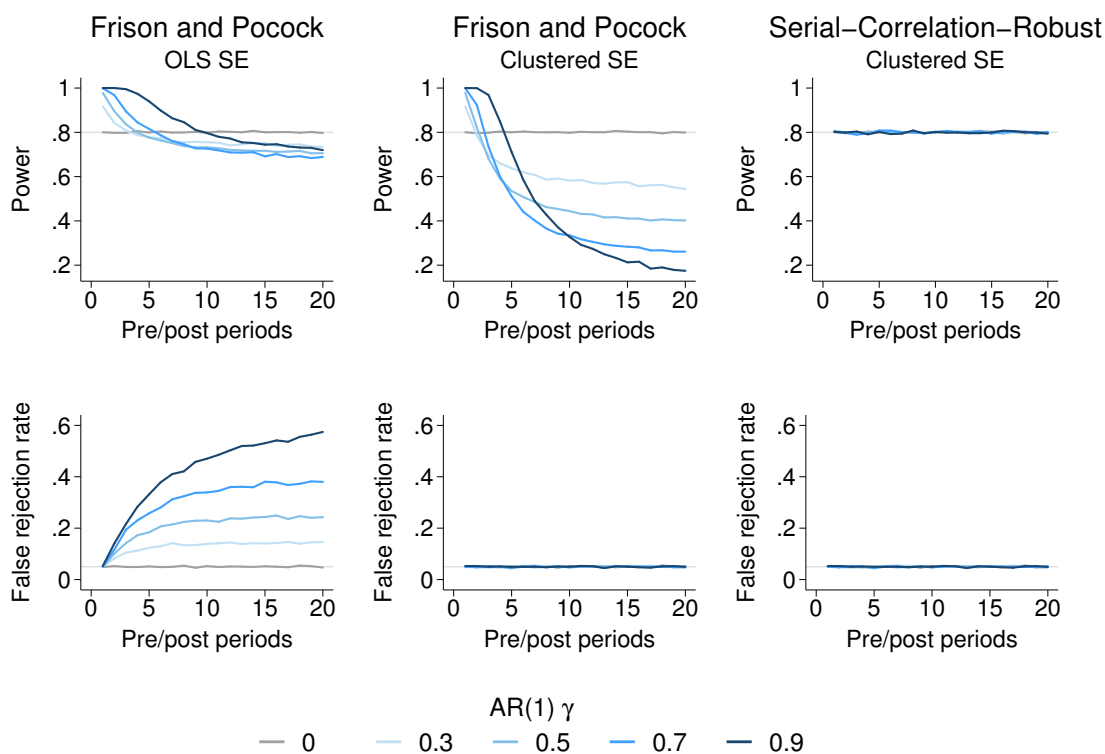 Frison and Pocock
OLS SE
Frison and Pocock
Clustered SE
Serial−Correlation−Robust
Clustered SE
Power
1
.8
.6
.4
.2
0 5 10 15 20
Pre/post periods
Power
1
.8
.6
.4
.2
0 5 10 15 20
Pre/post periods
Power
1
.8
.6
.4
.2
0 5 10 15 20
Pre/post periods
False rejection rate
.6
.4
.2
0
0 5 10 15 20
Pre/post periods
False rejection rate
.6
.4
.2
0
0 5 10 15 20
Pre/post periods
False rejection rate
.6
.4
.2
0
0 5 10 15 20
Pre/post periods
AR(1) γ
0 0.3 0.5 0.7 0.9